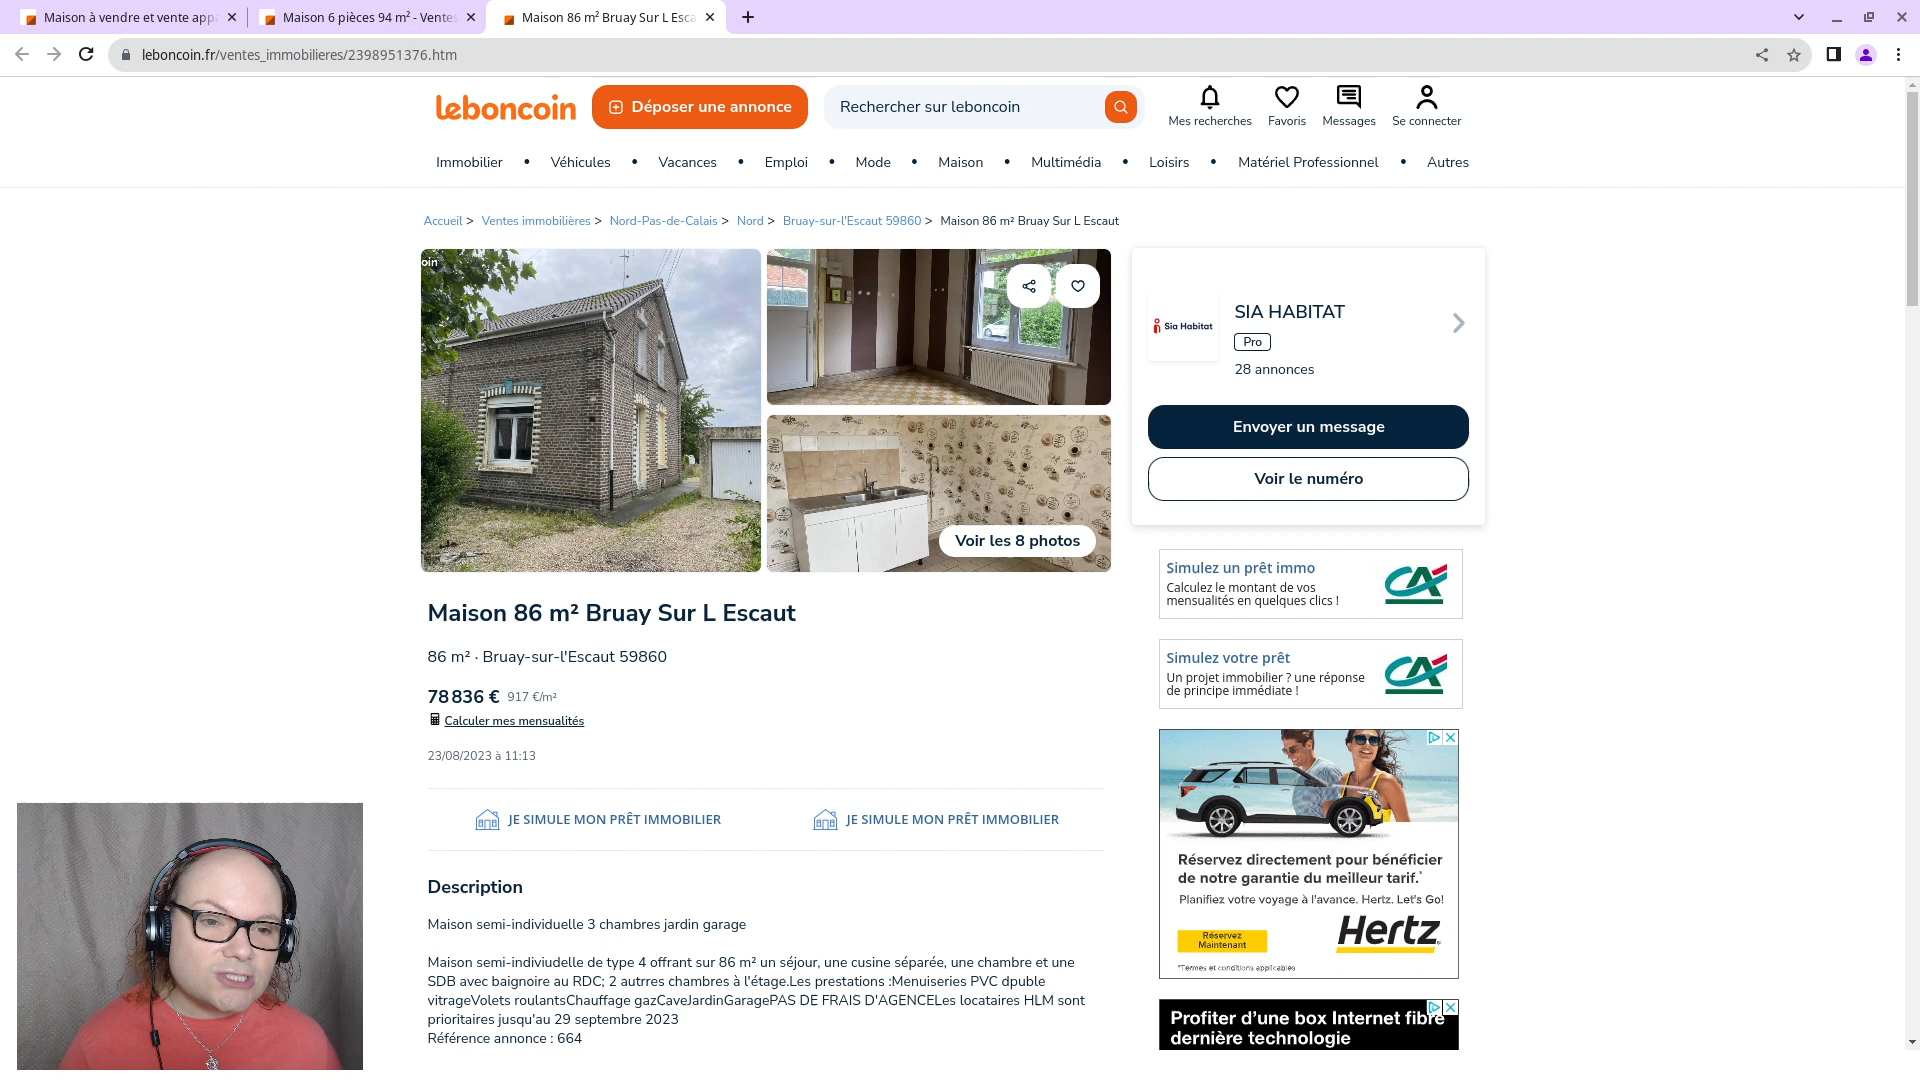 Maison à vendre et vente appa
Maison 6 pièces 94 m² - Ventes
Maison 86 m² Bruay Sur L Esca
leboncoin.fr/ventes_immobilieres/2398951376.htm
leboncoin
Déposer une annonce
Rechercher sur leboncoin
Mes recherches
Favoris
Messages
Se connecter
Immobilier • Véhicules • Vacances • Emploi • Mode • Maison • Multimédia • Loisirs • Matériel Professionnel • Autres
Accueil > Ventes immobilières > Nord-Pas-de-Calais > Nord > Bruay-sur-l'Escaut 59860 > Maison 86 m² Bruay Sur L Escaut
oin
Voir les 8 photos
Sia Habitat
SIA HABITAT
Pro
28 annonces
Envoyer un message
Voir le numéro
Maison 86 m² Bruay Sur L Escaut
86 m² · Bruay-sur-l'Escaut 59860
78 836 € 917 €/m²
Calculer mes mensualités
23/08/2023 à 11:13
JE SIMULE MON PRÊT IMMOBILIER
JE SIMULE MON PRÊT IMMOBILIER
Description
Maison semi-individuelle 3 chambres jardin garage
Maison semi-indiviudelle de type 4 offrant sur 86 m² un séjour, une cusine séparée, une chambre et une
SDB avec baignoire au RDC; 2 autrres chambres à l'étage.Les prestations :Menuiseries PVC dpuble
vitrageVolets roulantsChauffage gazCaveJardinGaragePAS DE FRAIS D'AGENCELes locataires HLM sont
prioritaires jusqu'au 29 septembre 2023
Référence annonce : 664
Simulez un prêt immo
Calculez le montant de vos
mensualités en quelques clics !
CA
Simulez votre prêt
Un projet immobilier ? une réponse
de principe immédiate !
CA
Réservez directement pour bénéficier
de notre garantie du meilleur tarif.*
Planifiez votre voyage à l'avance. Hertz. Let's Go!
Réservez
Maintenant
Hertz
*Termes et conditions applicables
Profiter d'une box Internet fibre
dernière technologie